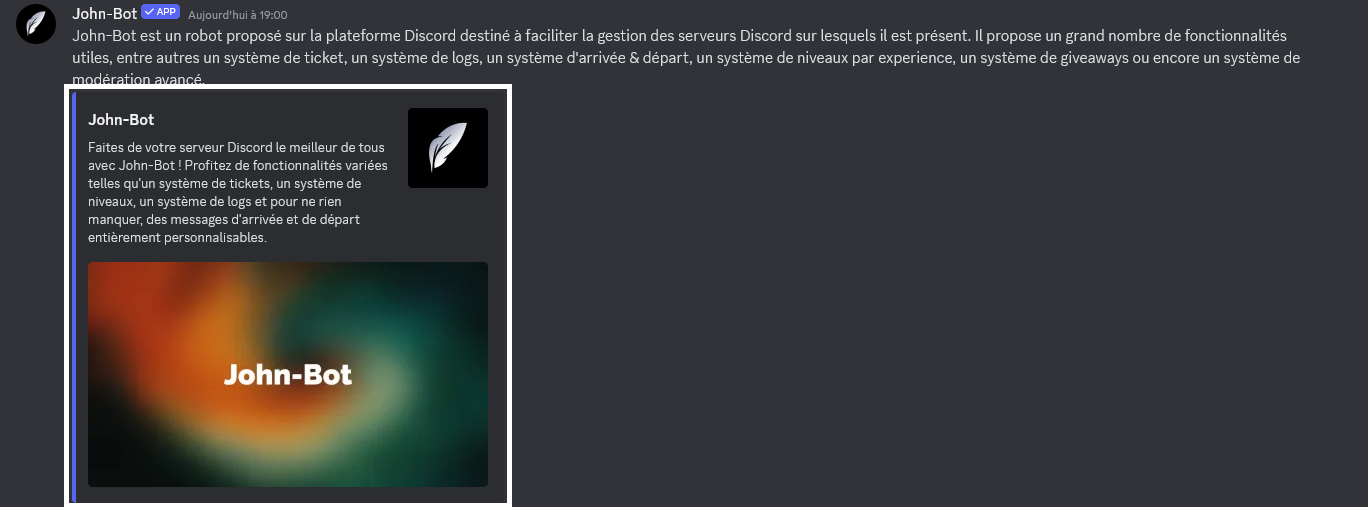 John-Bot ✓ APP Aujourd'hui à 19:00
John-Bot est un robot proposé sur la plateforme Discord destiné à faciliter la gestion des serveurs Discord sur lesquels il est présent. Il propose un grand nombre de fonctionnalités
utiles, entre autres un système de ticket, un système de logs, un système d'arrivée & départ, un système de niveaux par experience, un système de giveaways ou encore un système de
modération avancé.
John-Bot
Faites de votre serveur Discord le meilleur de tous
avec John-Bot ! Profitez de fonctionnalités variées
telles qu'un système de tickets, un système de
niveaux, un système de logs et pour ne rien
manquer, des messages d'arrivée et de départ
entièrement personnalisables.
John-Bot